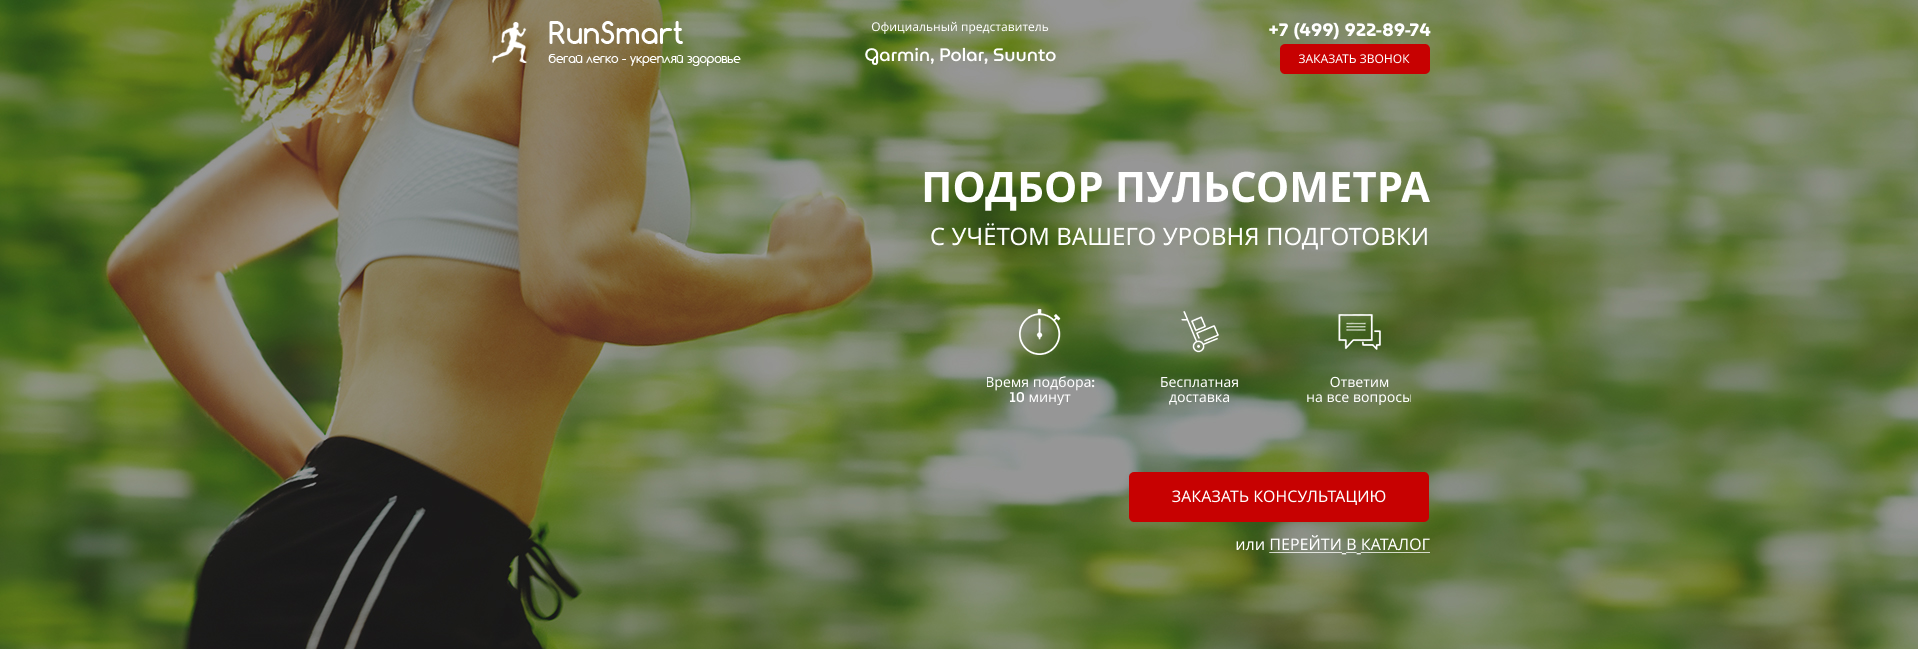 RunSmart
бегай легко - укрепляй здоровье
Официальный представитель
Garmin, Polar, Suunto
+7 (499) 922-89-74
ЗАКАЗАТЬ ЗВОНОК
ПОДБОР ПУЛЬСОМЕТРА
С УЧЁТОМ ВАШЕГО УРОВНЯ ПОДГОТОВКИ
Время подбора:
10 минут
Бесплатная
доставка
Ответим
на все вопросы
ЗАКАЗАТЬ КОНСУЛЬТАЦИЮ
или ПЕРЕЙТИ В КАТАЛОГ